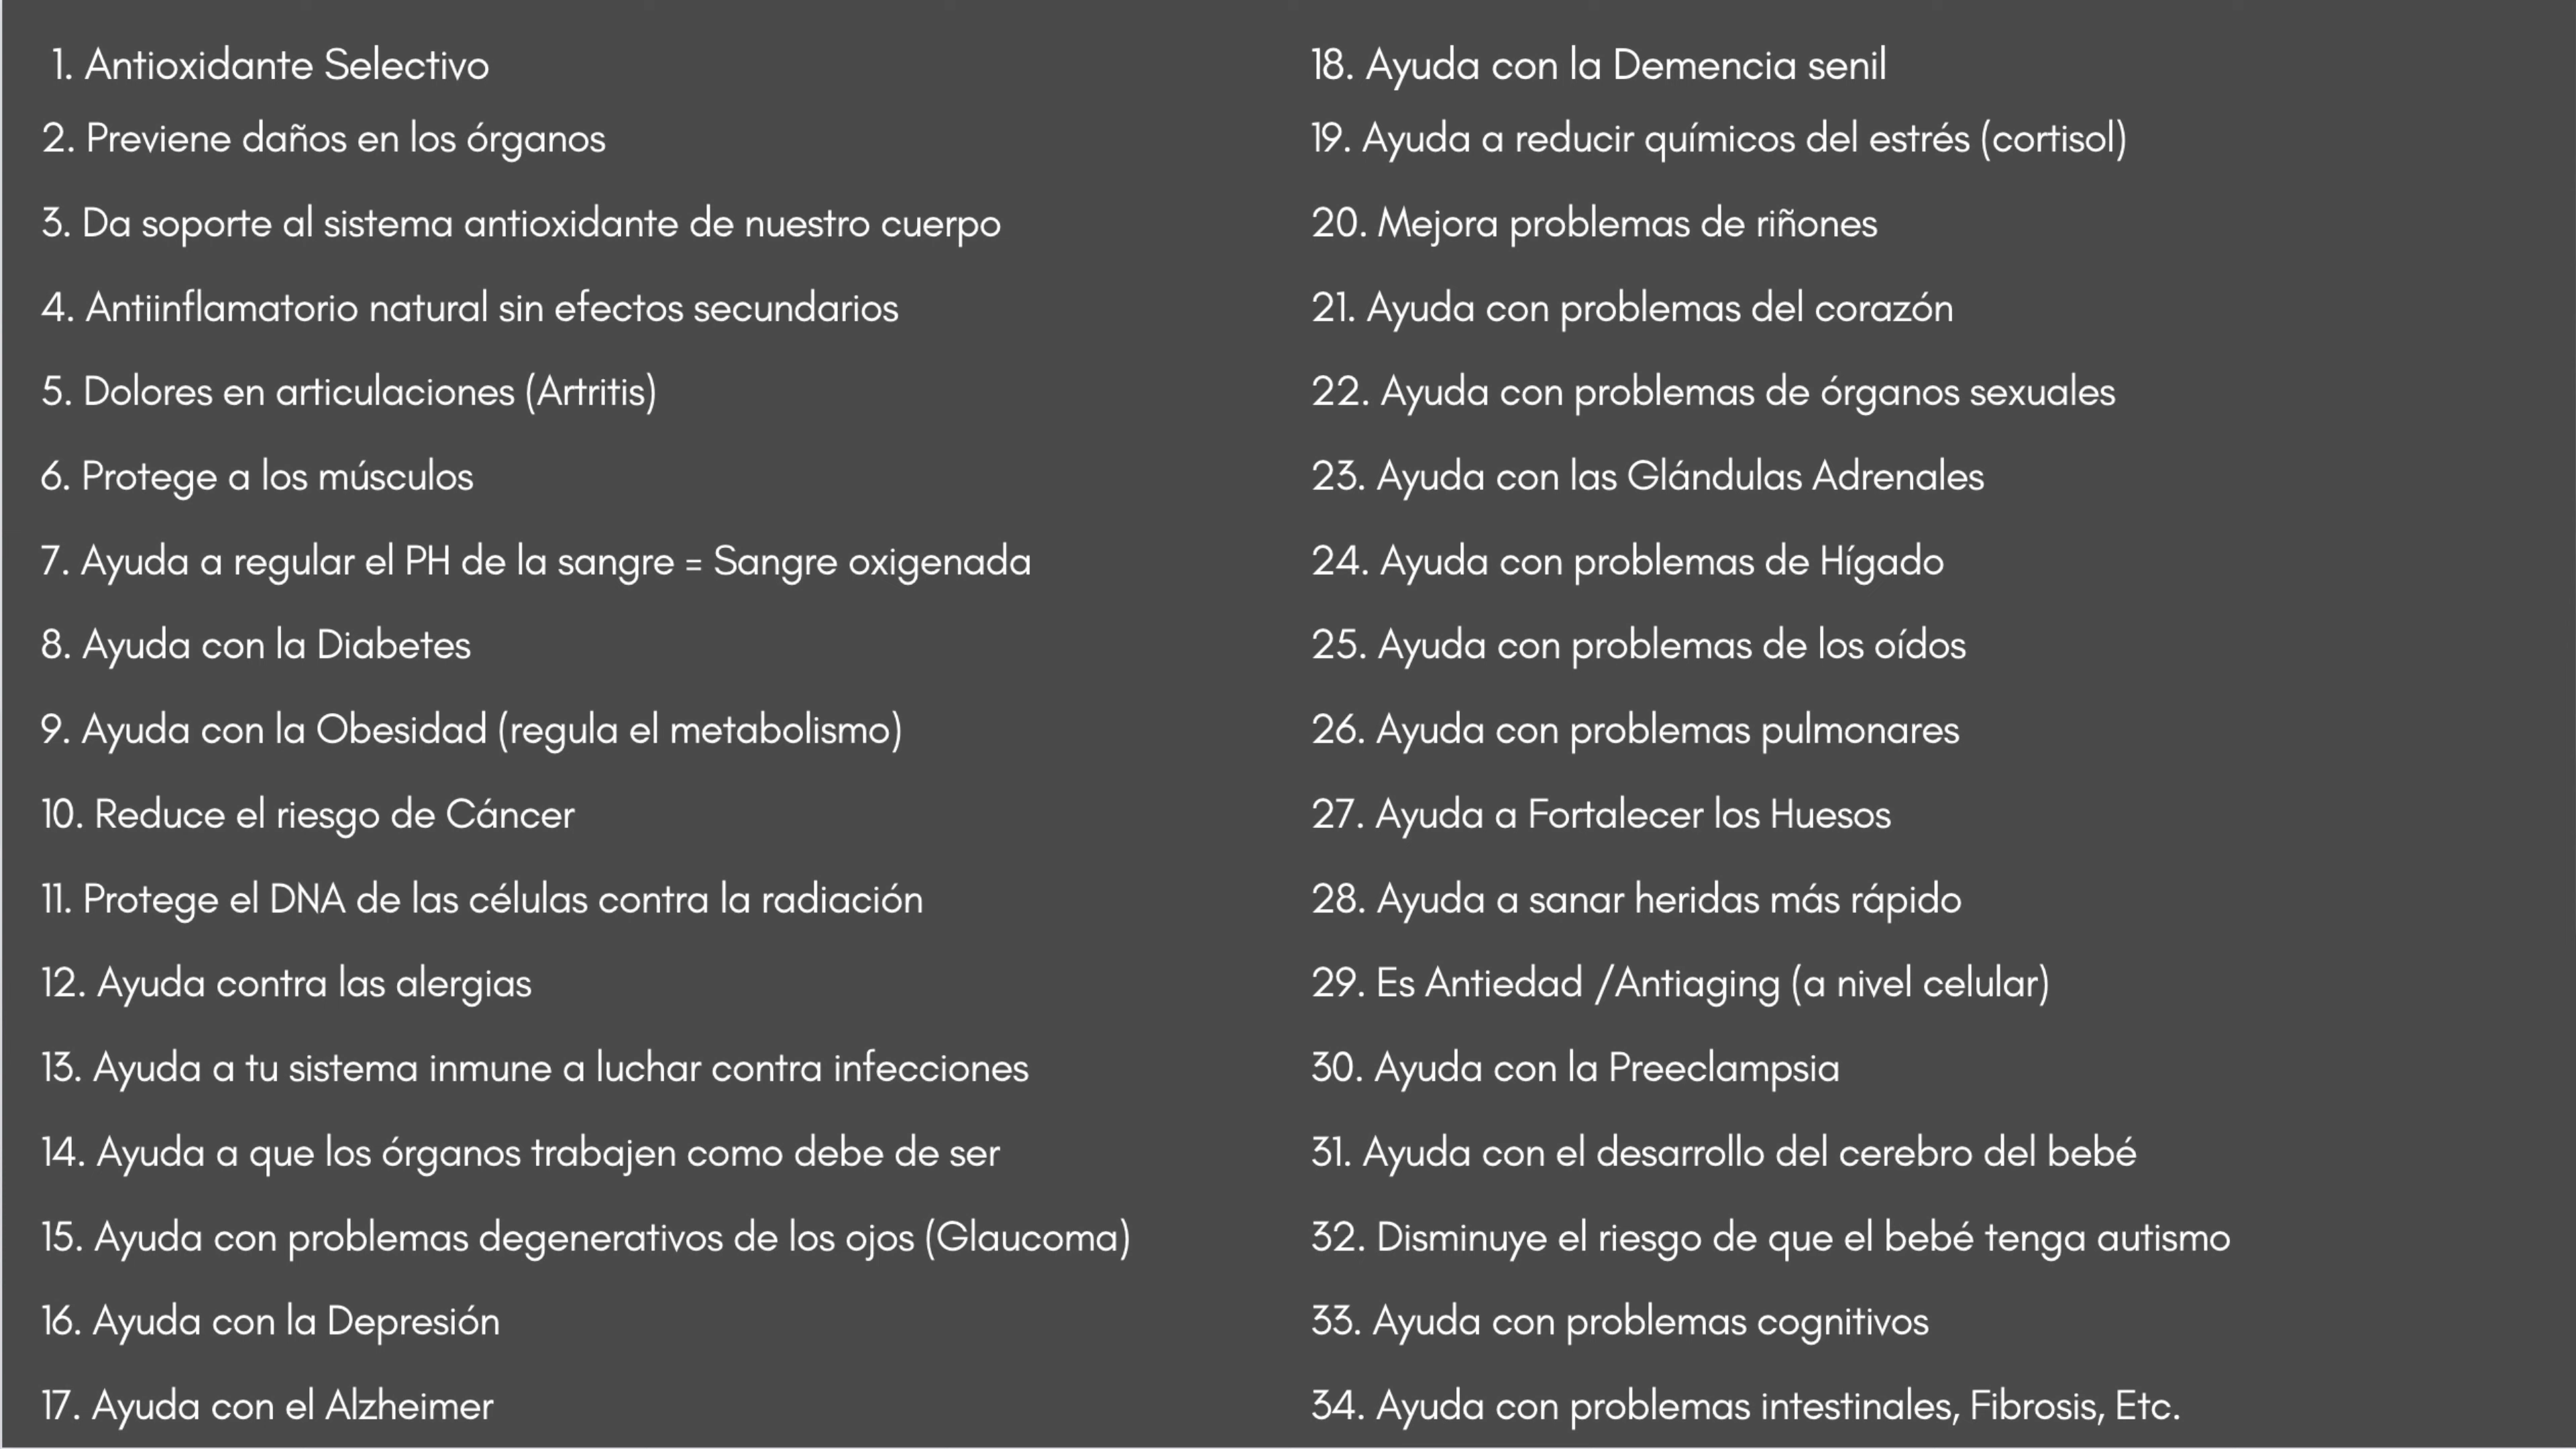 1. Antioxidante Selectivo
2. Previene daños en los órganos
3. Da soporte al sistema antioxidante de nuestro cuerpo
4. Antiinflamatorio natural sin efectos secundarios
5. Dolores en articulaciones (Artritis)
6. Protege a los músculos
7. Ayuda a regular el PH de la sangre = Sangre oxigenada
8. Ayuda con la Diabetes
9. Ayuda con la Obesidad (regula el metabolismo)
10. Reduce el riesgo de Cáncer
11. Protege el DNA de las células contra la radiación
12. Ayuda contra las alergias
13. Ayuda a tu sistema inmune a luchar contra infecciones
14. Ayuda a que los órganos trabajen como debe de ser
15. Ayuda con problemas degenerativos de los ojos (Glaucoma)
16. Ayuda con la Depresión
17. Ayuda con el Alzheimer
18. Ayuda con la Demencia senil
19. Ayuda a reducir químicos del estrés (cortisol)
20. Mejora problemas de riñones
21. Ayuda con problemas del corazón
22. Ayuda con problemas de órganos sexuales
23. Ayuda con las Glándulas Adrenales
24. Ayuda con problemas de Hígado
25. Ayuda con problemas de los oídos
26. Ayuda con problemas pulmonares
27. Ayuda a Fortalecer los Huesos
28. Ayuda a sanar heridas más rápido
29. Es Antiedad /Antiaging (a nivel celular)
30. Ayuda con la Preeclampsia
31. Ayuda con el desarrollo del cerebro del bebé
32. Disminuye el riesgo de que el bebé tenga autismo
33. Ayuda con problemas cognitivos
34. Ayuda con problemas intestinales, Fibrosis, Etc.